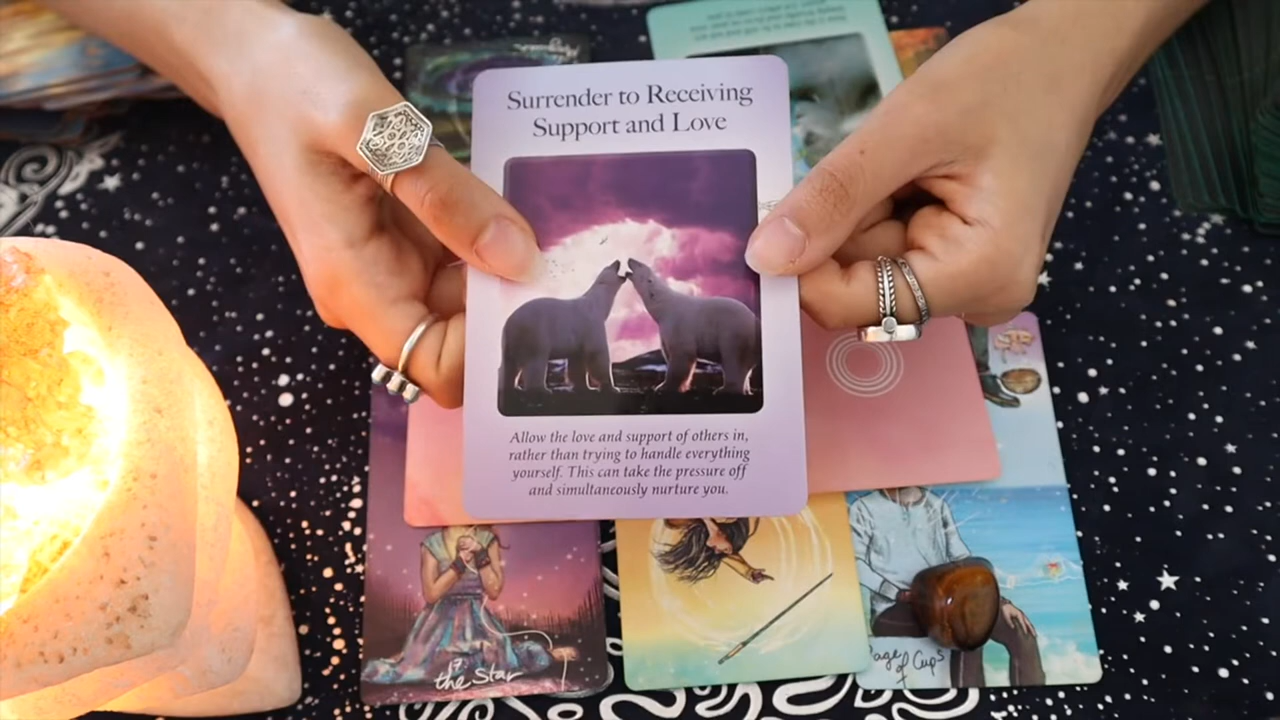 Surrender to Receiving
Support and Love
Allow the love and support of others in,
rather than trying to handle everything
yourself. This can take the pressure off
and simultaneously nurture you.
17
the Star
Page
of Cups